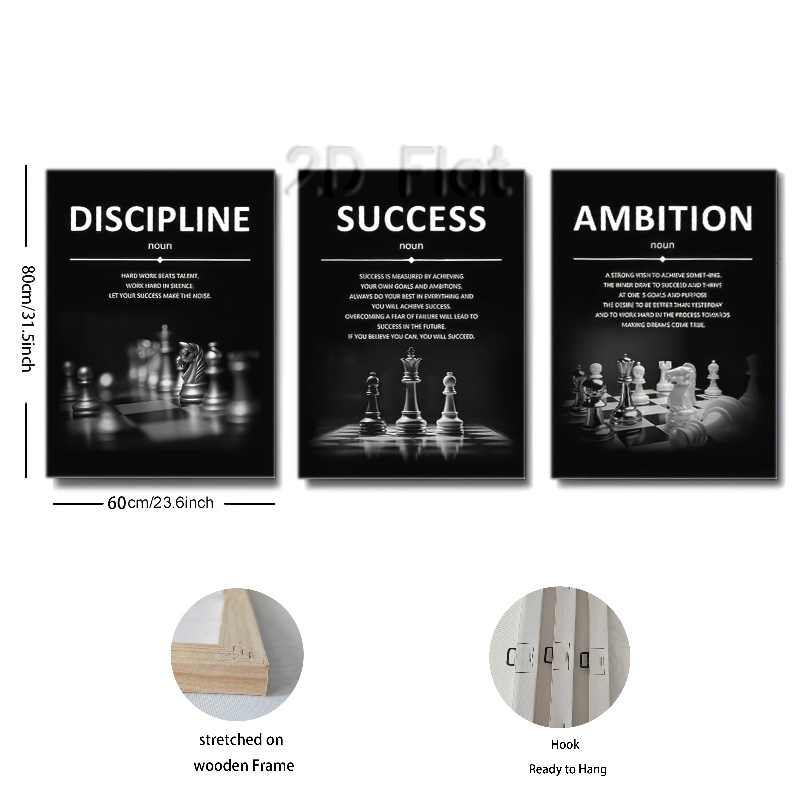 2D Flat
DISCIPLINE
noun
HARD WORK BEATS TALENT,
WORK HARD IN SILENCE,
LET YOUR SUCCESS MAKE THE NOISE.
SUCCESS
noun
SUCCESS IS MEASURED BY ACHIEVING
YOUR OWN GOALS AND AMBITIONS.
ALWAYS DO YOUR BEST IN EVERYTHING AND
YOU WILL ACHIEVE SUCCESS.
OVERCOMING A FEAR OF FAILURE WILL LEAD TO
SUCCESS IN THE FUTURE.
IF YOU BELIEVE YOU CAN, YOU WILL SUCCEED.
AMBITION
noun
A STRONG WISH TO ACHIEVE SOMETHING.
THE INNER DRIVE TO SUCCEED AND THRIVE
AT ONE'S GOALS AND PURPOSE
THE DESIRE TO BE BETTER THAN YESTERDAY
AND TO WORK HARD IN THE PROCESS TOWARDS
MAKING DREAMS COME TRUE.
80cm/31.5inch
60cm/23.6inch
stretched on
wooden Frame
Hook
Ready to Hang